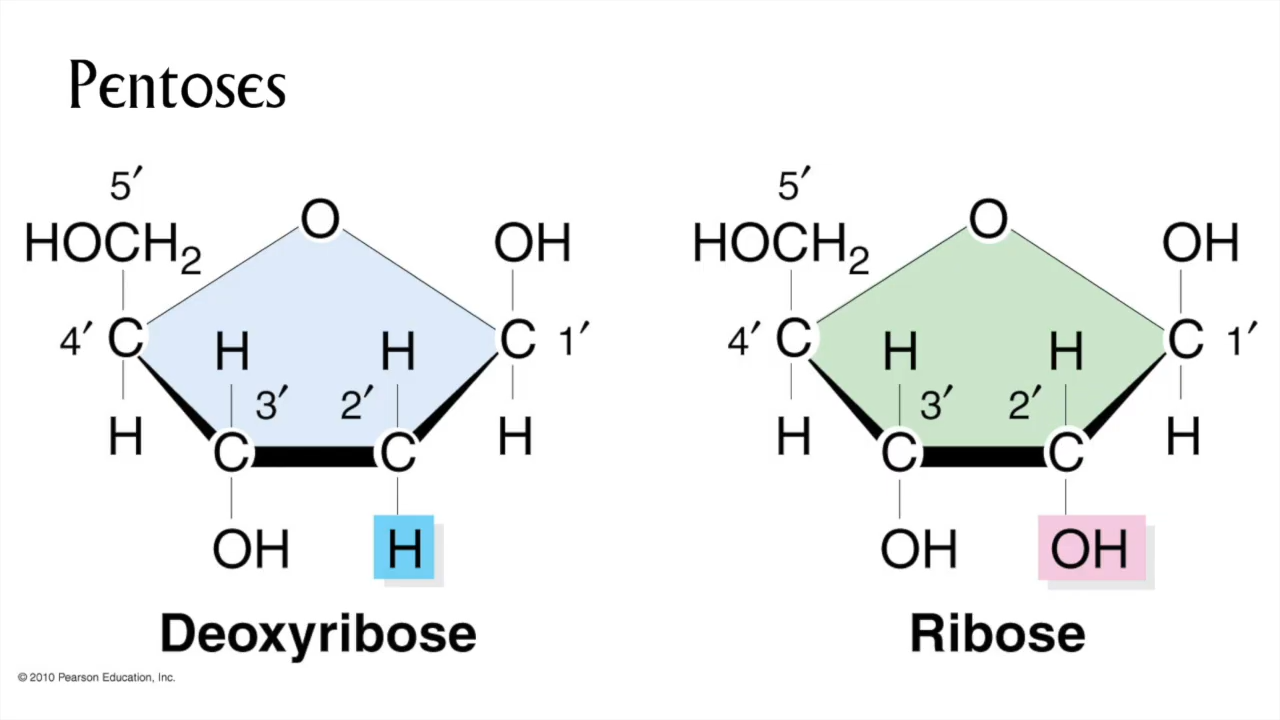 Pentoses
5′ 5′
HOCH₂ O OH HOCH₂ O OH
4′ C H H C 1′ 4′ C H H C 1′
3′ 2′ 3′ 2′
H C C H H C C H
OH H OH OH
Deoxyribose Ribose
© 2010 Pearson Education, Inc.